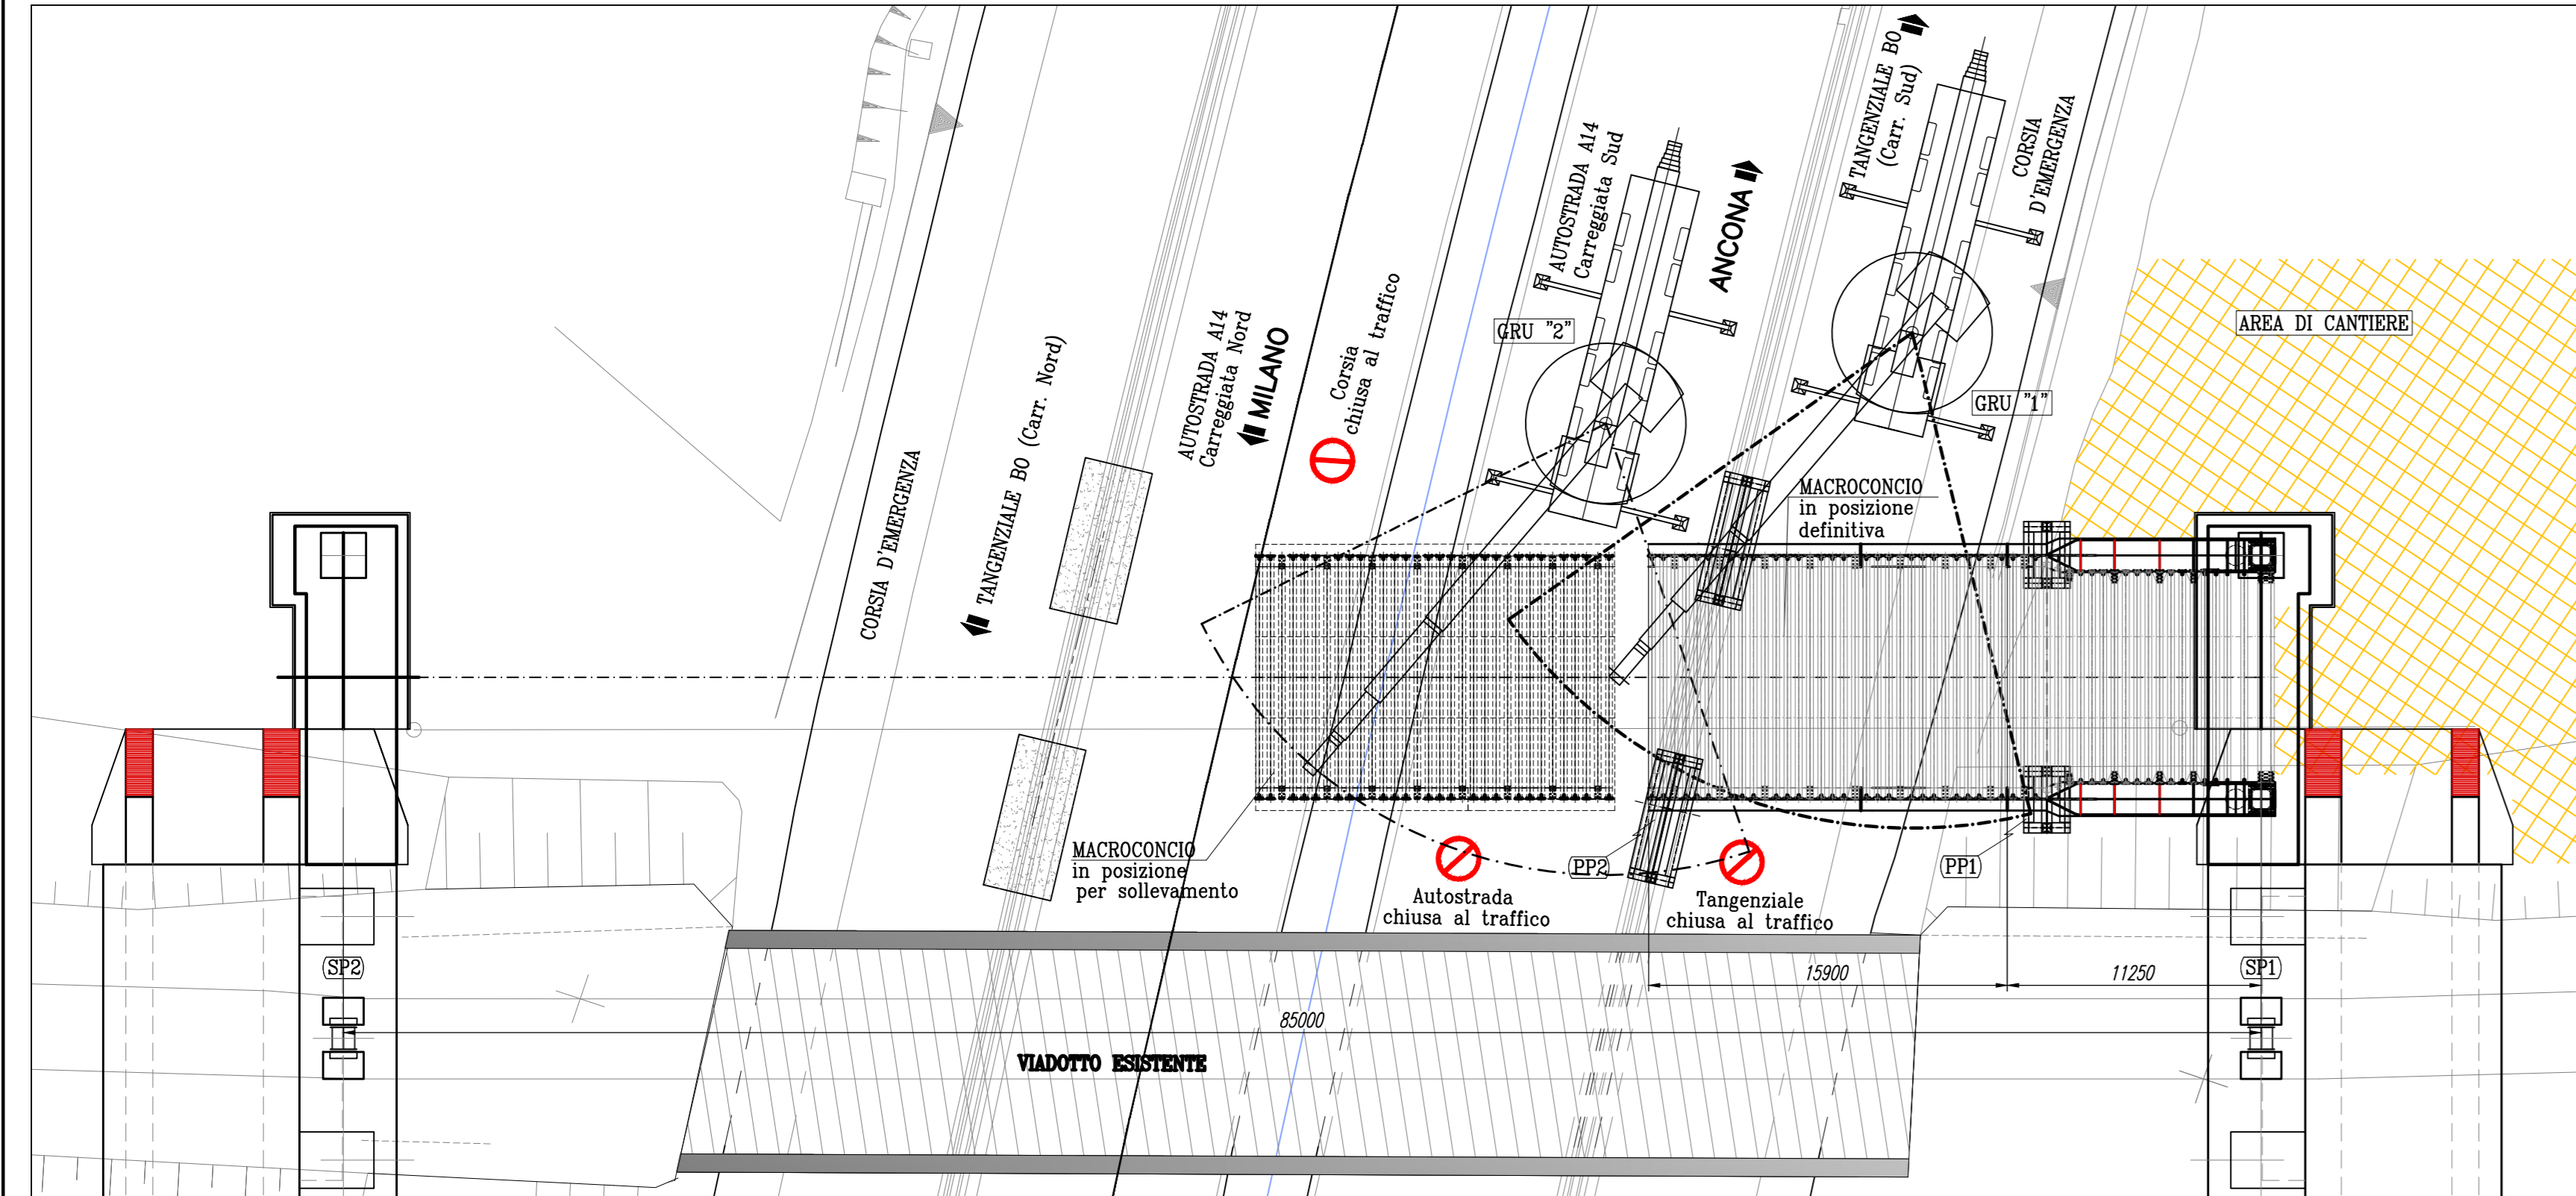 TANGENZIALE BO
(Carr. Sud)
CORSIA
D'EMERGENZA
AUTOSTRADA A14
Carreggiata Sud
ANCONA
AREA DI CANTIERE
GRU "2"
GRU "1"
AUTOSTRADA A14
Carreggiata Nord
MILANO
Corsia
chiusa al traffico
TANGENZIALE BO (Carr. Nord)
CORSIA D'EMERGENZA
MACROCONCIO
in posizione
definitiva
MACROCONCIO
in posizione
per sollevamento
PP2
PP1
Autostrada
chiusa al traffico
Tangenziale
chiusa al traffico
SP2
15900
11250
SP1
85000
VIADOTTO ESISTENTE